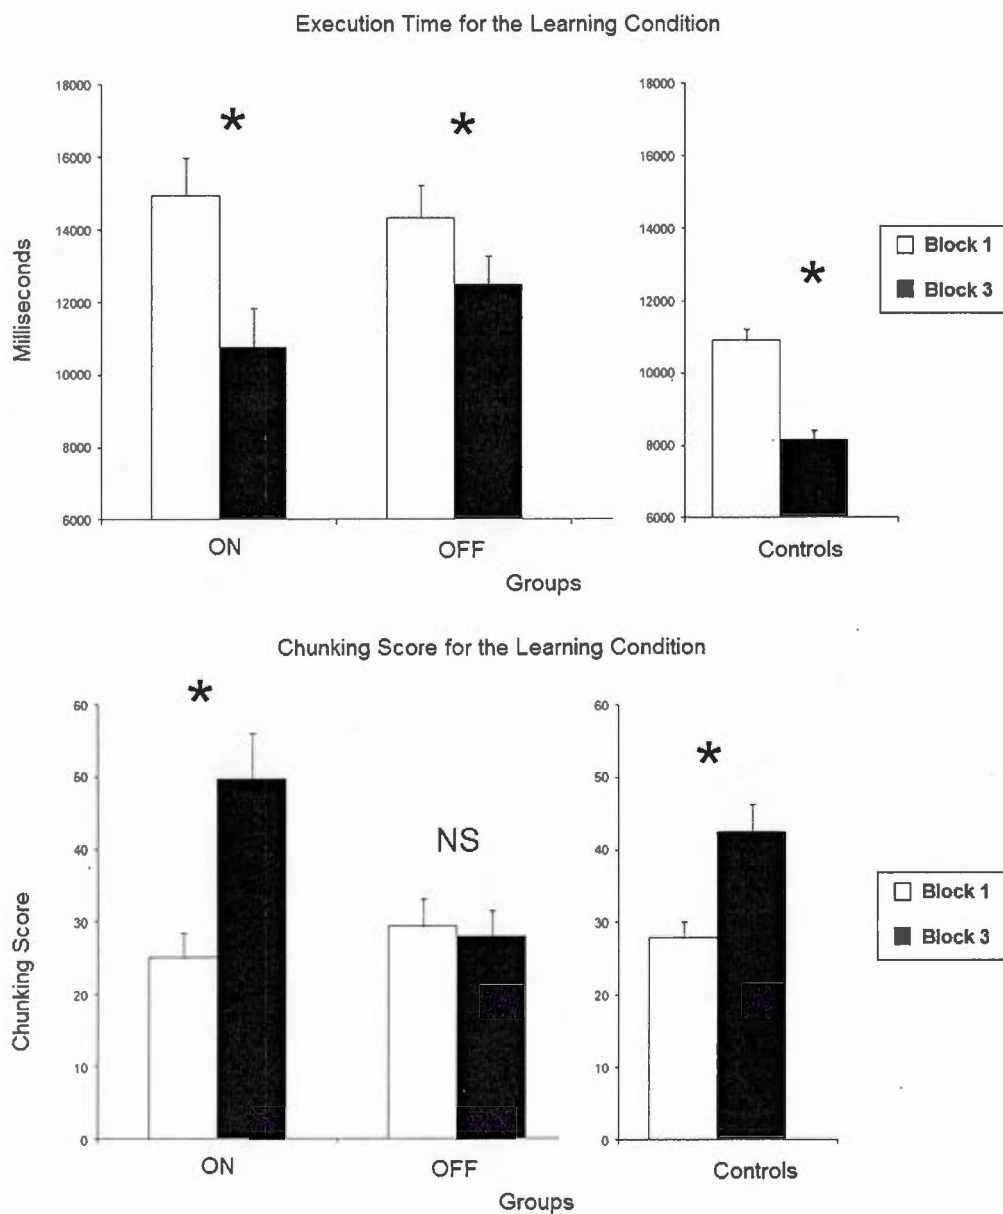 Execution Time for the Learning Condition
18000
16000
14000
12000
10000
8000
6000
Milliseconds
*
*
ON
OFF
Groups
18000
16000
18000
14000
12000
10000
8000
6000
*
Controls
Block 1
Block 3
Chunking Score for the Learning Condition
60
50
40
30
20
10
0
Chunking Score
*
NS
ON
OFF
Groups
60
50
40
30
20
10
0
*
Controls
Block 1
Block 3